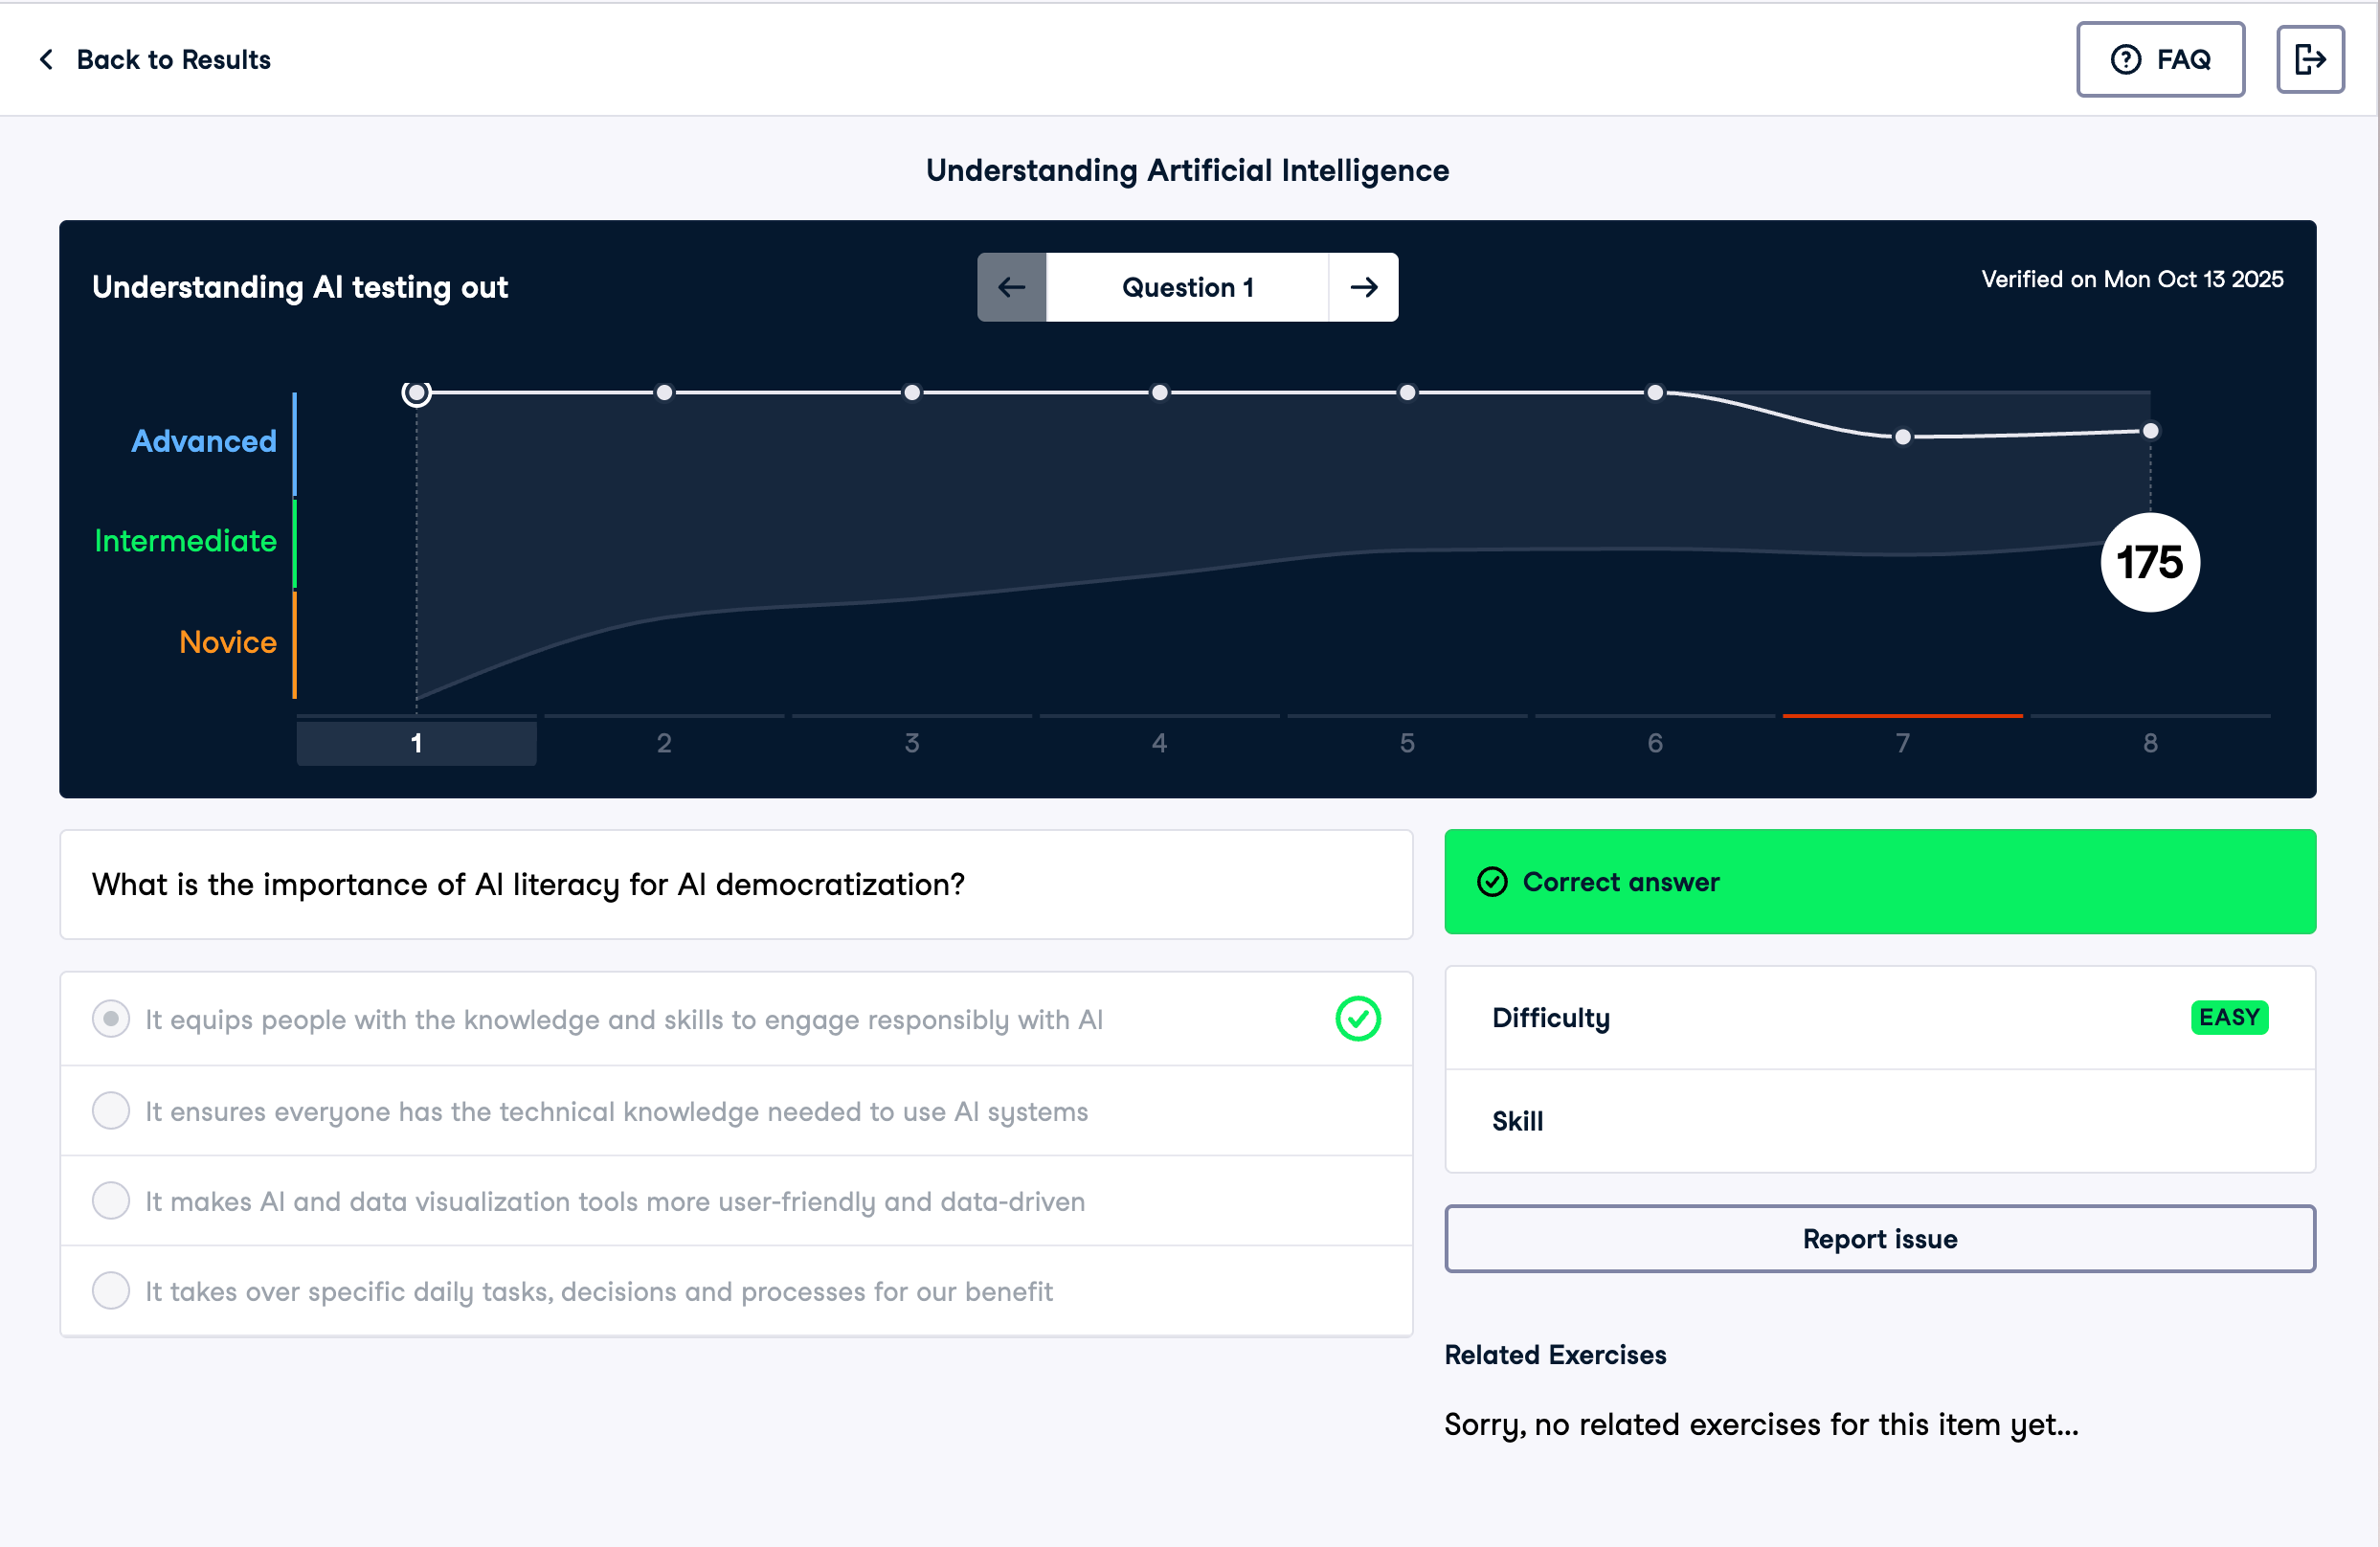 Back to Results
FAQ
Understanding Artificial Intelligence
Understanding AI testing out
Question 1
Verified on Mon Oct 13 2025
Advanced
Intermediate
Novice
175
1 2 3 4 5 6 7 8
What is the importance of AI literacy for AI democratization?
It equips people with the knowledge and skills to engage responsibly with AI
It ensures everyone has the technical knowledge needed to use AI systems
It makes AI and data visualization tools more user-friendly and data-driven
It takes over specific daily tasks, decisions and processes for our benefit
Correct answer
Difficulty
EASY
Skill
Report issue
Related Exercises
Sorry, no related exercises for this item yet...